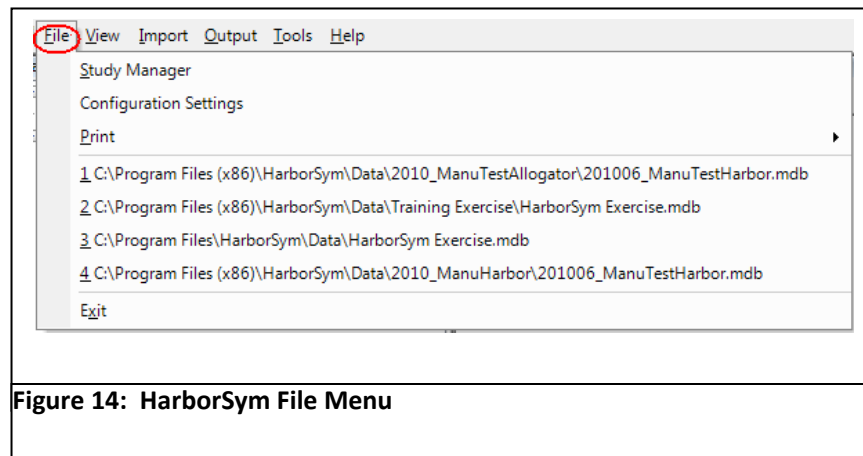 File View Import Output Tools Help
Study Manager
Configuration Settings
Print
1 C:\Program Files (x86)\HarborSym\Data\2010_ManuTestAllogator\201006_ManuTestHarbor.mdb
2 C:\Program Files (x86)\HarborSym\Data\Training Exercise\HarborSym Exercise.mdb
3 C:\Program Files\HarborSym\Data\HarborSym Exercise.mdb
4 C:\Program Files (x86)\HarborSym\Data\2010_ManuHarbor\201006_ManuTestHarbor.mdb
Exit
Figure 14: HarborSym File Menu